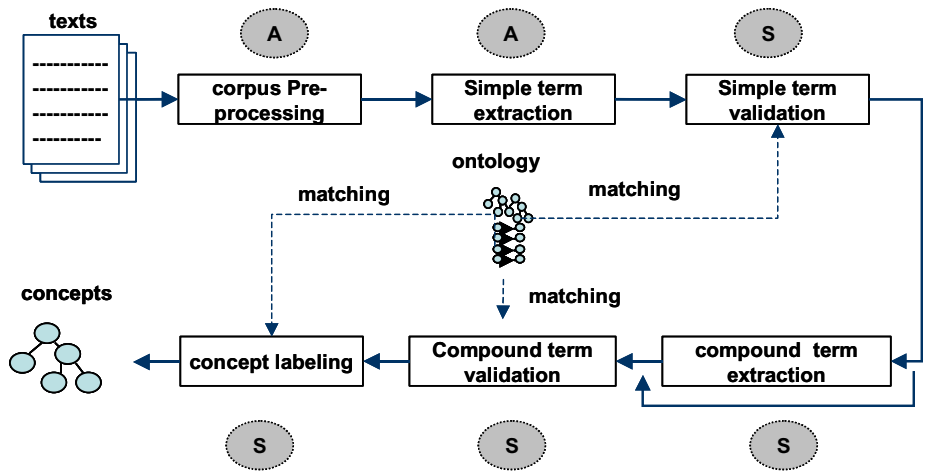 texts
A
A
S
corpus Pre-
processing
Simple term
extraction
Simple term
validation
ontology
matching
matching
concepts
matching
concept labeling
Compound term
validation
compound term
extraction
S
S
S